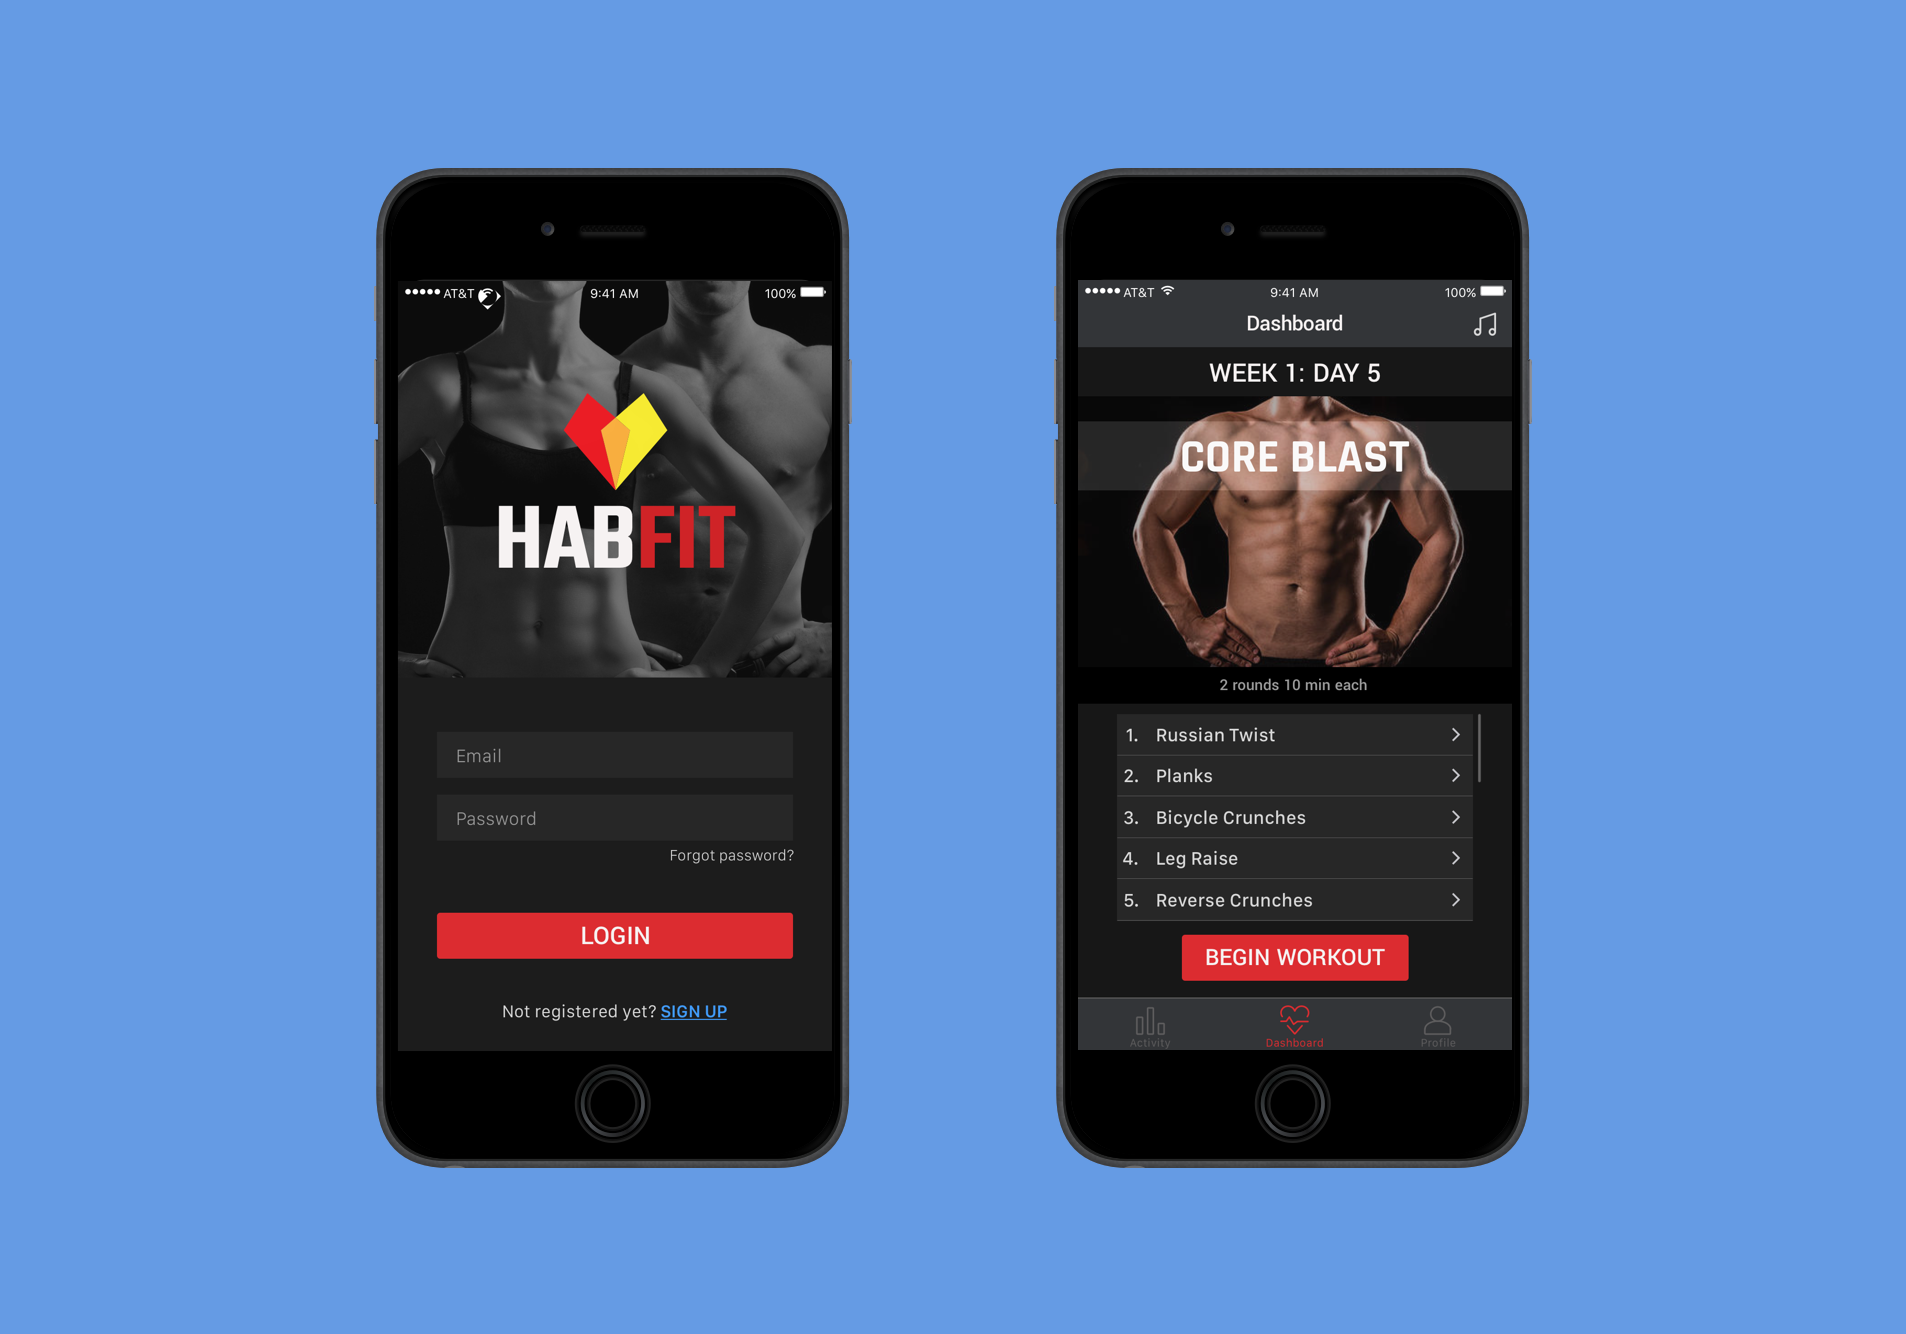 AT&T 9:41 AM 100%
HABFIT
Email
Password
Forgot password?
LOGIN
Not registered yet? SIGN UP
AT&T 9:41 AM 100%
Dashboard
WEEK 1: DAY 5
CORE BLAST
2 rounds 10 min each
1. Russian Twist
2. Planks
3. Bicycle Crunches
4. Leg Raise
5. Reverse Crunches
BEGIN WORKOUT
Activity Dashboard Profile